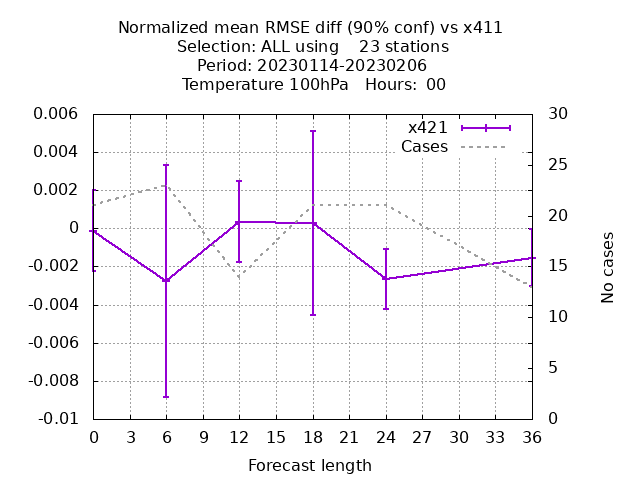 Normalized mean RMSE diff (90% conf) vs x411
Selection: ALL using    23 stations
Period: 20230114-20230206
Temperature 100hPa   Hours:  00
0.006
0.004
0.002
0
-0.002
-0.004
-0.006
-0.008
-0.01
30
25
20
15
10
5
0
No cases
x421
Cases
0 3 6 9 12 15 18 21 24 27 30 33 36
Forecast length